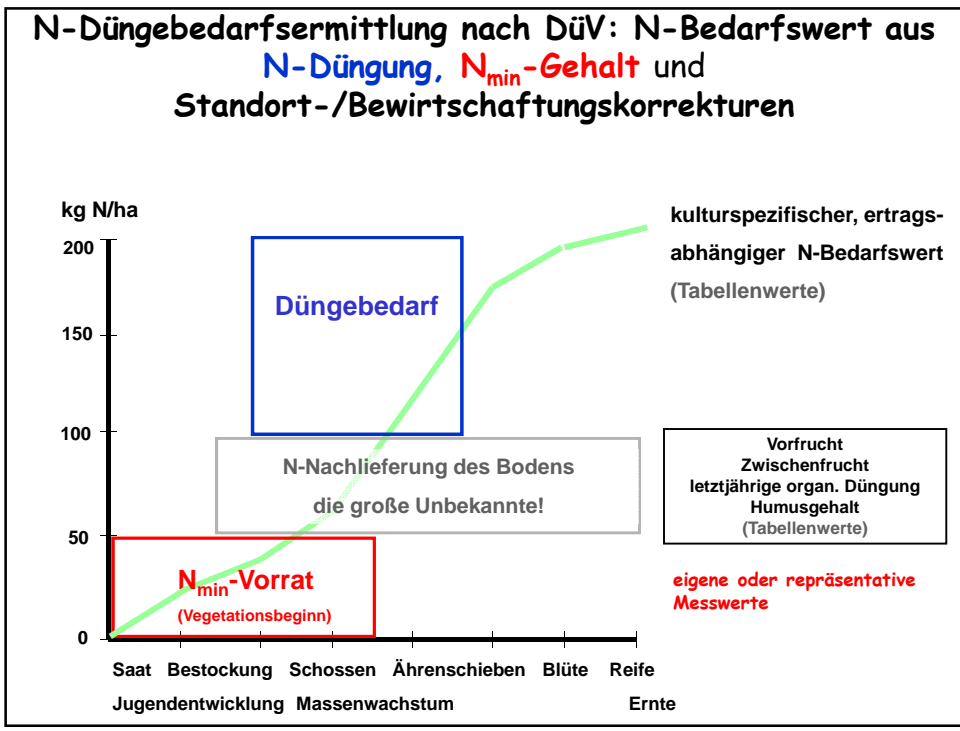 N-Düngebedarfsermittlung nach DüV: N-Bedarfswert aus
N-Düngung, Nmin-Gehalt und
Standort-/Bewirtschaftungskorrekturen
kg N/ha
200
150
100
50
0
kulturspezifischer, ertrags-
abhängiger N-Bedarfswert
(Tabellenwerte)
Düngebedarf
N-Nachlieferung des Bodens
die große Unbekannte!
Vorfrucht
Zwischenfrucht
letztjährige organ. Düngung
Humusgehalt
(Tabellenwerte)
Nmin-Vorrat
(Vegetationsbeginn)
eigene oder repräsentative
Messwerte
Saat Bestockung Schossen Ährenschieben Blüte Reife
Jugendentwicklung Massenwachstum Ernte